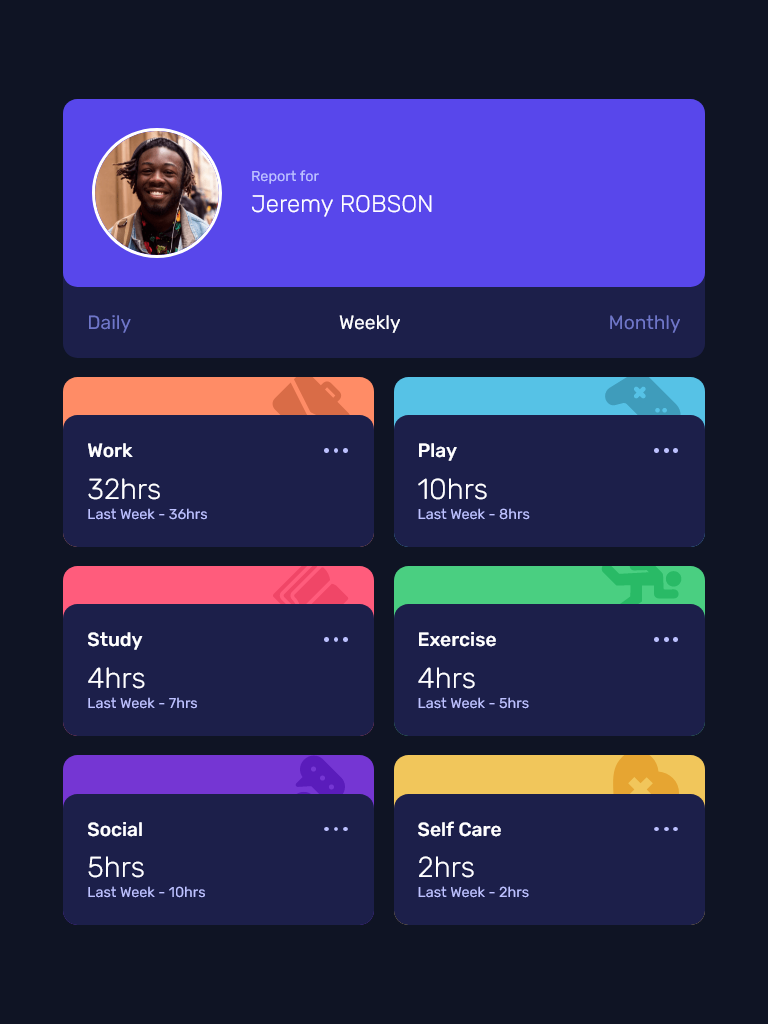 Report for
Jeremy ROBSON
Daily
Weekly
Monthly
Work
32hrs
Last Week - 36hrs
Play
10hrs
Last Week - 8hrs
Study
4hrs
Last Week - 7hrs
Exercise
4hrs
Last Week - 5hrs
Social
5hrs
Last Week - 10hrs
Self Care
2hrs
Last Week - 2hrs